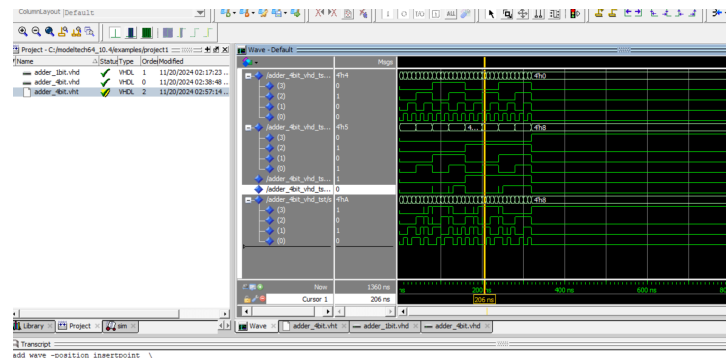 ColumnLayout Default
Project - C:/modeltech64_10.4/examples/project1
Name Status Type Order Modified
adder_1bit.vhd VHDL 1 11/20/2024 02:17:23 ...
adder_4bit.vhd VHDL 0 11/20/2024 02:38:48 ...
adder_4bit.vht VHDL 2 11/20/2024 02:57:14 ...
Wave - Default
Msgs
/adder_4bit_vhd_ts... 4'h4 4'h0
(3) 0
(2) 1
(1) 0
(0) 0
/adder_4bit_vhd_ts... 4'h5 4... 4'h8
(3) 0
(2) 1
(1) 0
(0) 1
/adder_4bit_vhd_ts... 1
/adder_4bit_vhd_ts... 0
/adder_4bit_vhd_tst/s 4'hA 4'h8
(3) 1
(2) 0
(1) 1
(0) 0
Now 1360 ns ns 200 ns 400 ns 600 ns 80
Cursor 1 206 ns 206 ns
Library Project sim Wave adder_4bit.vht adder_1bit.vhd adder_4bit.vhd
Transcript
add wave -position insertpoint \